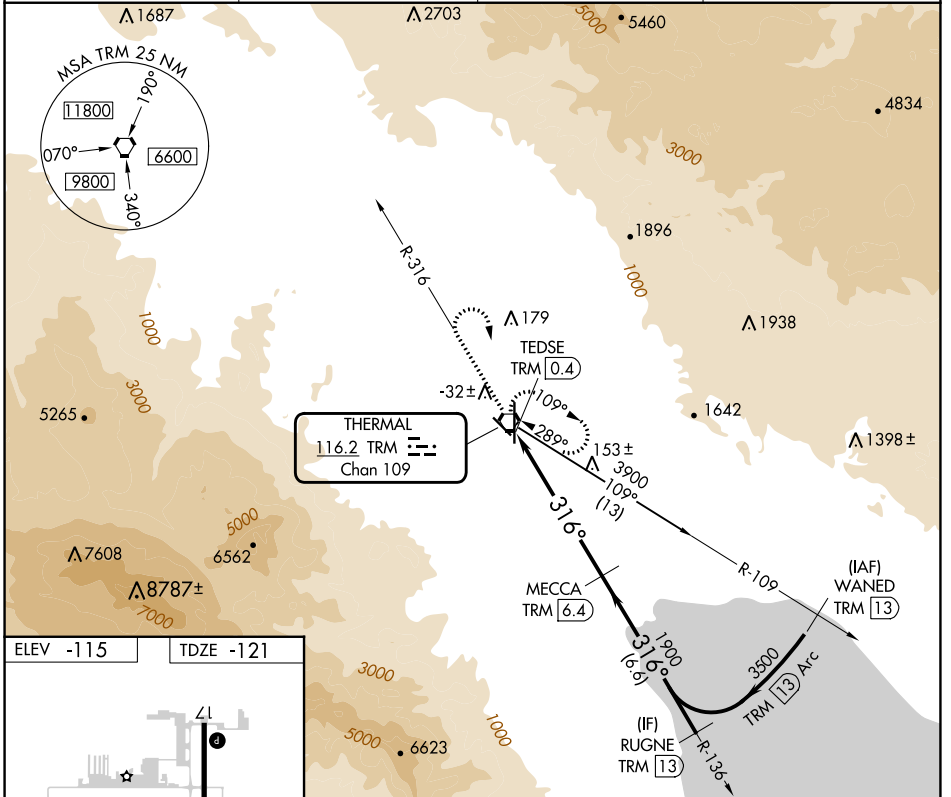 1687
2703
5000
5460
MSA TRM 25 NM
190°
11800
4834
070°
6600
3000
9800
340°
1896
R-316
1000
1000
179
1938
TEDSE
TRM 0.4
3000
-32±
109°
5265
1642
THERMAL
116.2 TRM
Chan 109
289°
153±
1398±
3900
109°
(13)
316°
5000
7608
6562
R-109
(IAF)
WANED
TRM 13
MECCA
TRM 6.4
8787±
7000
ELEV -115
TDZE -121
1900
316°
(6.6)
3500
TRM 13 Arc
3000
17
P
5000
1000
(IF)
RUGNE
TRM 13
6623
R-136